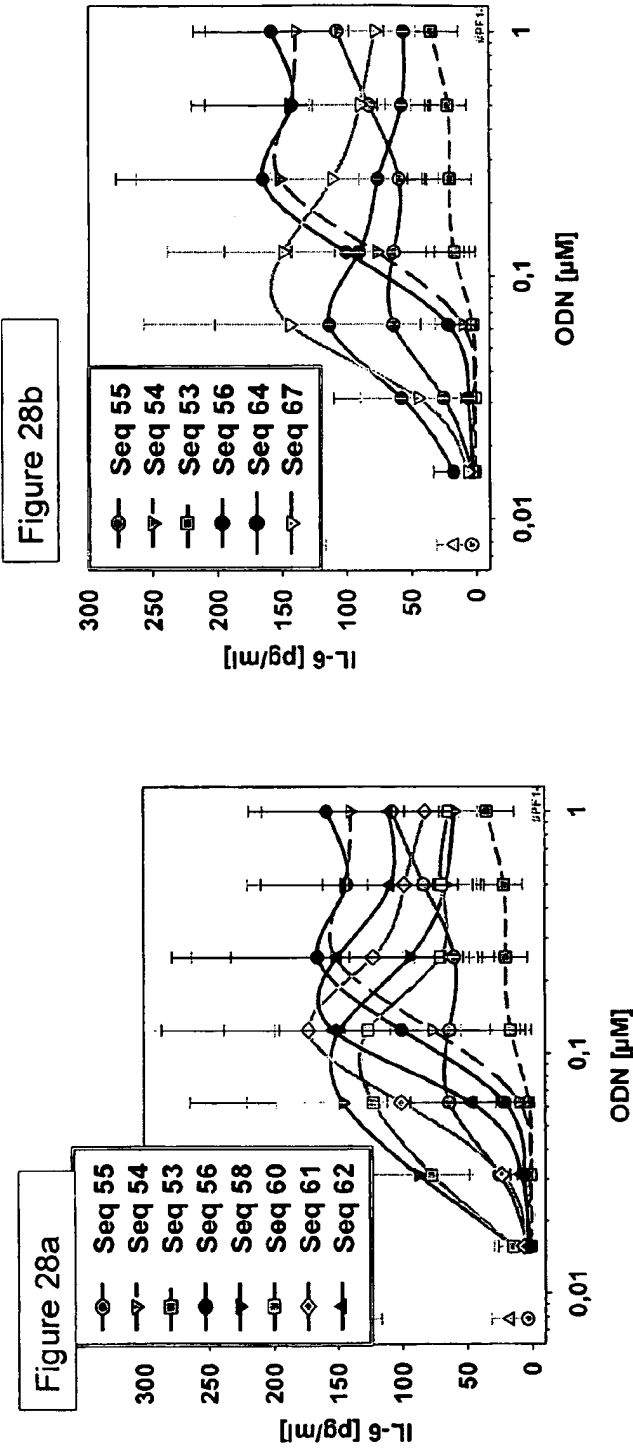 Figure 28a
Seq 55
Seq 54
Seq 53
Seq 56
Seq 58
Seq 60
Seq 61
Seq 62
IL-6 [pg/ml]
300
250
200
150
100
50
0
0,01
0,1
1
ODN [µM]
Figure 28b
Seq 55
Seq 54
Seq 53
Seq 56
Seq 64
Seq 67
IL-6 [pg/ml]
300
250
200
150
100
50
0
0,01
0,1
1
ODN [µM]